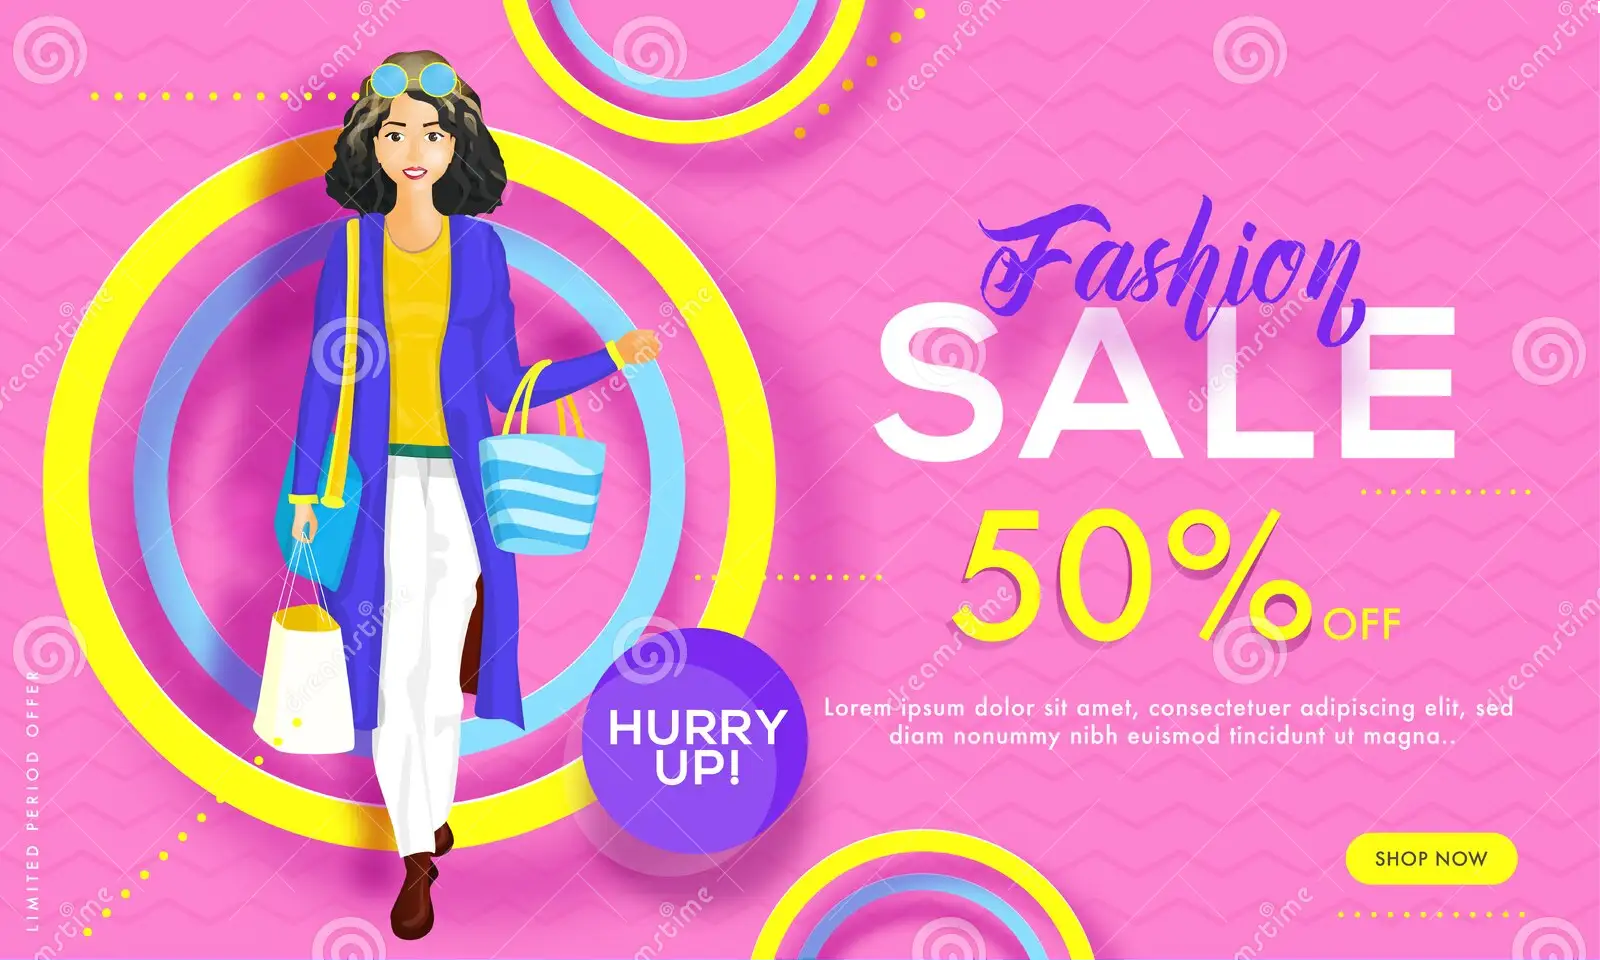 Fashion
SALE
50% OFF
Lorem ipsum dolor sit amet, consectetuer adipiscing elit, sed
diam nonummy nibh euismod tincidunt ut magna..
HURRY
UP!
SHOP NOW
LIMITED PERIOD OFFER
dreamstime